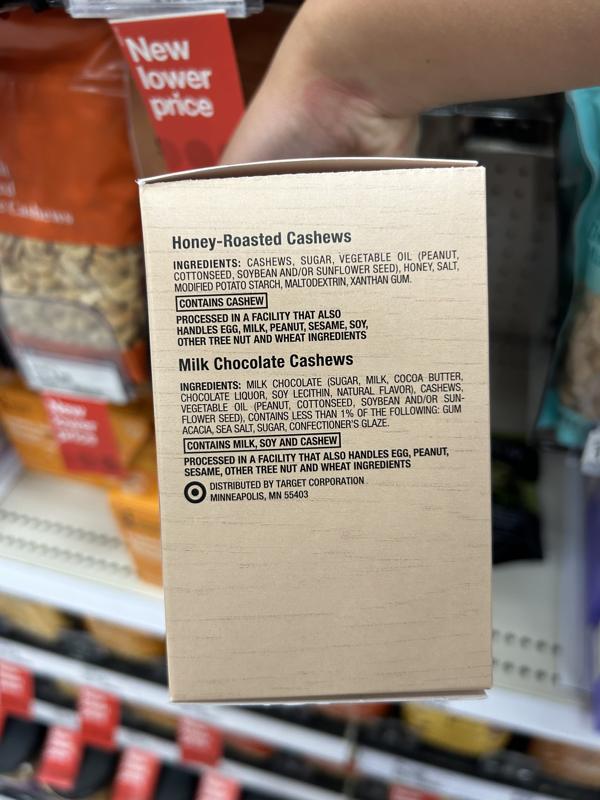 New
lower
price
Cashews
Honey-Roasted Cashews
INGREDIENTS: CASHEWS, SUGAR, VEGETABLE OIL (PEANUT,
COTTONSEED, SOYBEAN AND/OR SUNFLOWER SEED), HONEY, SALT,
MODIFIED POTATO STARCH, MALTODEXTRIN, XANTHAN GUM.
CONTAINS CASHEW
PROCESSED IN A FACILITY THAT ALSO
HANDLES EGG, MILK, PEANUT, SESAME, SOY,
OTHER TREE NUT AND WHEAT INGREDIENTS
Milk Chocolate Cashews
INGREDIENTS: MILK CHOCOLATE (SUGAR, MILK, COCOA BUTTER,
CHOCOLATE LIQUOR, SOY LECITHIN, NATURAL FLAVOR), CASHEWS,
VEGETABLE OIL (PEANUT, COTTONSEED, SOYBEAN AND/OR SUN-
FLOWER SEED), CONTAINS LESS THAN 1% OF THE FOLLOWING: GUM
ACACIA, SEA SALT, SUGAR, CONFECTIONER'S GLAZE.
CONTAINS MILK, SOY AND CASHEW
PROCESSED IN A FACILITY THAT ALSO HANDLES EGG, PEANUT,
SESAME, OTHER TREE NUT AND WHEAT INGREDIENTS
DISTRIBUTED BY TARGET CORPORATION
MINNEAPOLIS, MN 55403
New
lower
price